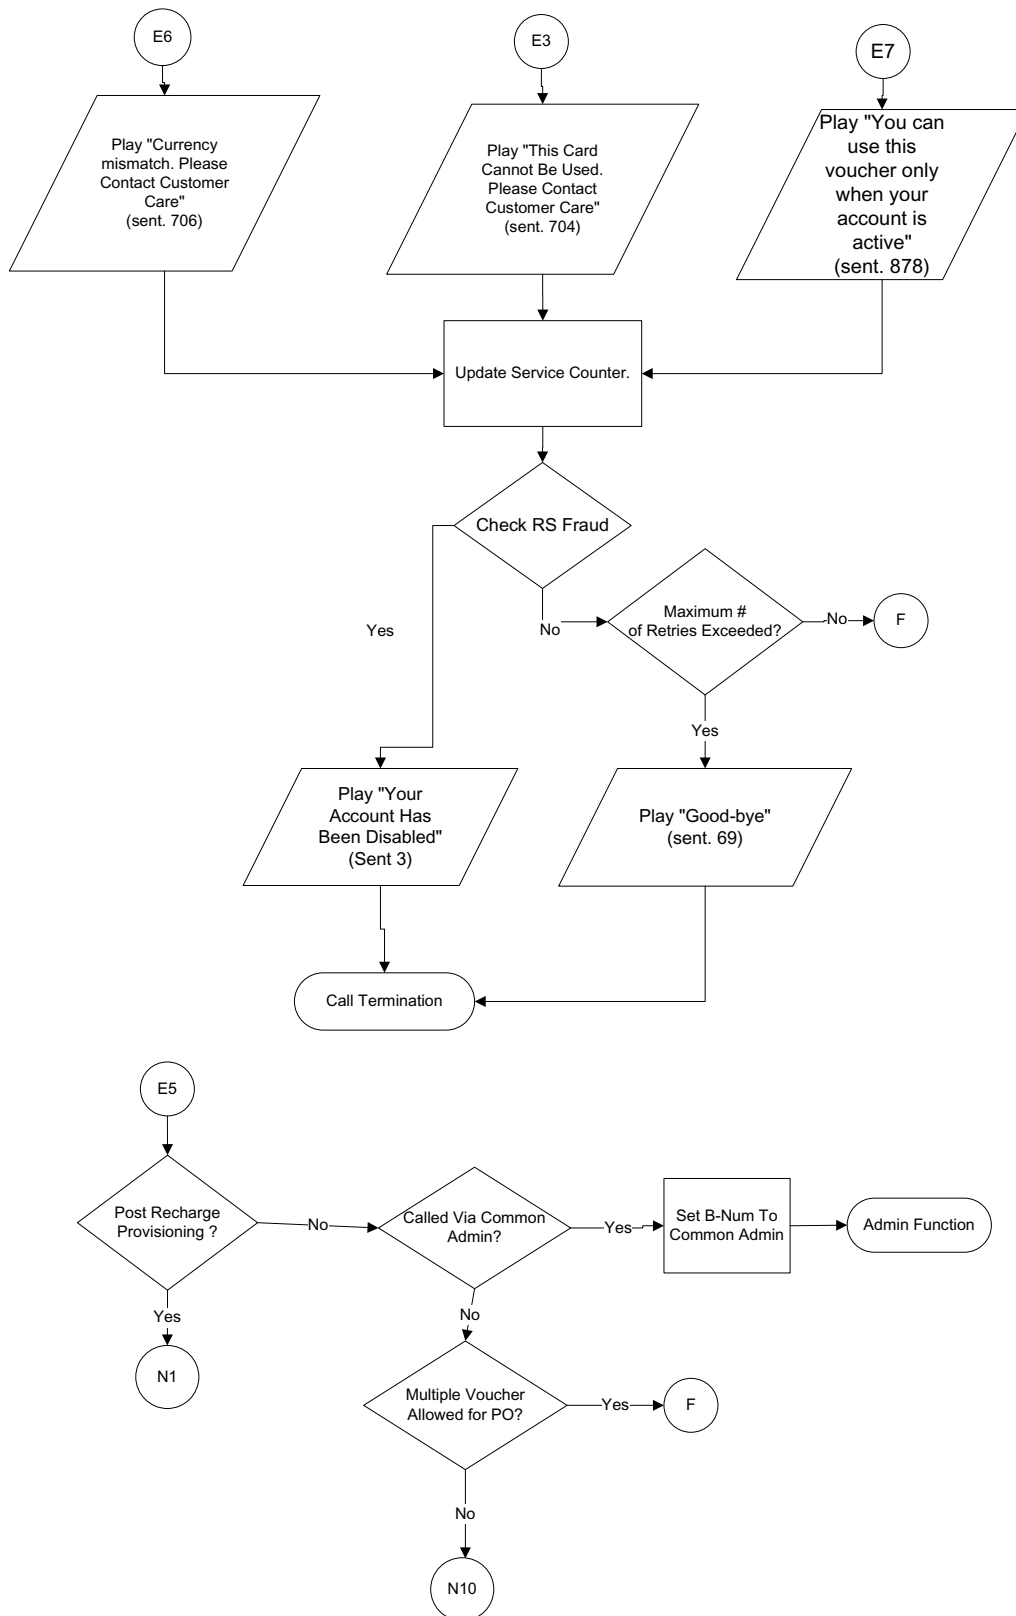 E6
E3
E7
Play "Currency
mismatch. Please
Contact Customer
Care"
(sent. 706)
Play "This Card
Cannot Be Used.
Please Contact
Customer Care"
(sent. 704)
Play "You can
use this
voucher only
when your
account is
active"
(sent. 878)
Update Service Counter.
Check RS Fraud
Yes
No
Maximum #
of Retries Exceeded?
No
F
Yes
Play "Your
Account Has
Been Disabled"
(Sent 3)
Play "Good-bye"
(sent. 69)
Call Termination
E5
Post Recharge
Provisioning ?
No
Called Via Common
Admin?
Yes
Set B-Num To
Common Admin
Admin Function
Yes
N1
No
Multiple Voucher
Allowed for PO?
Yes
F
No
N10